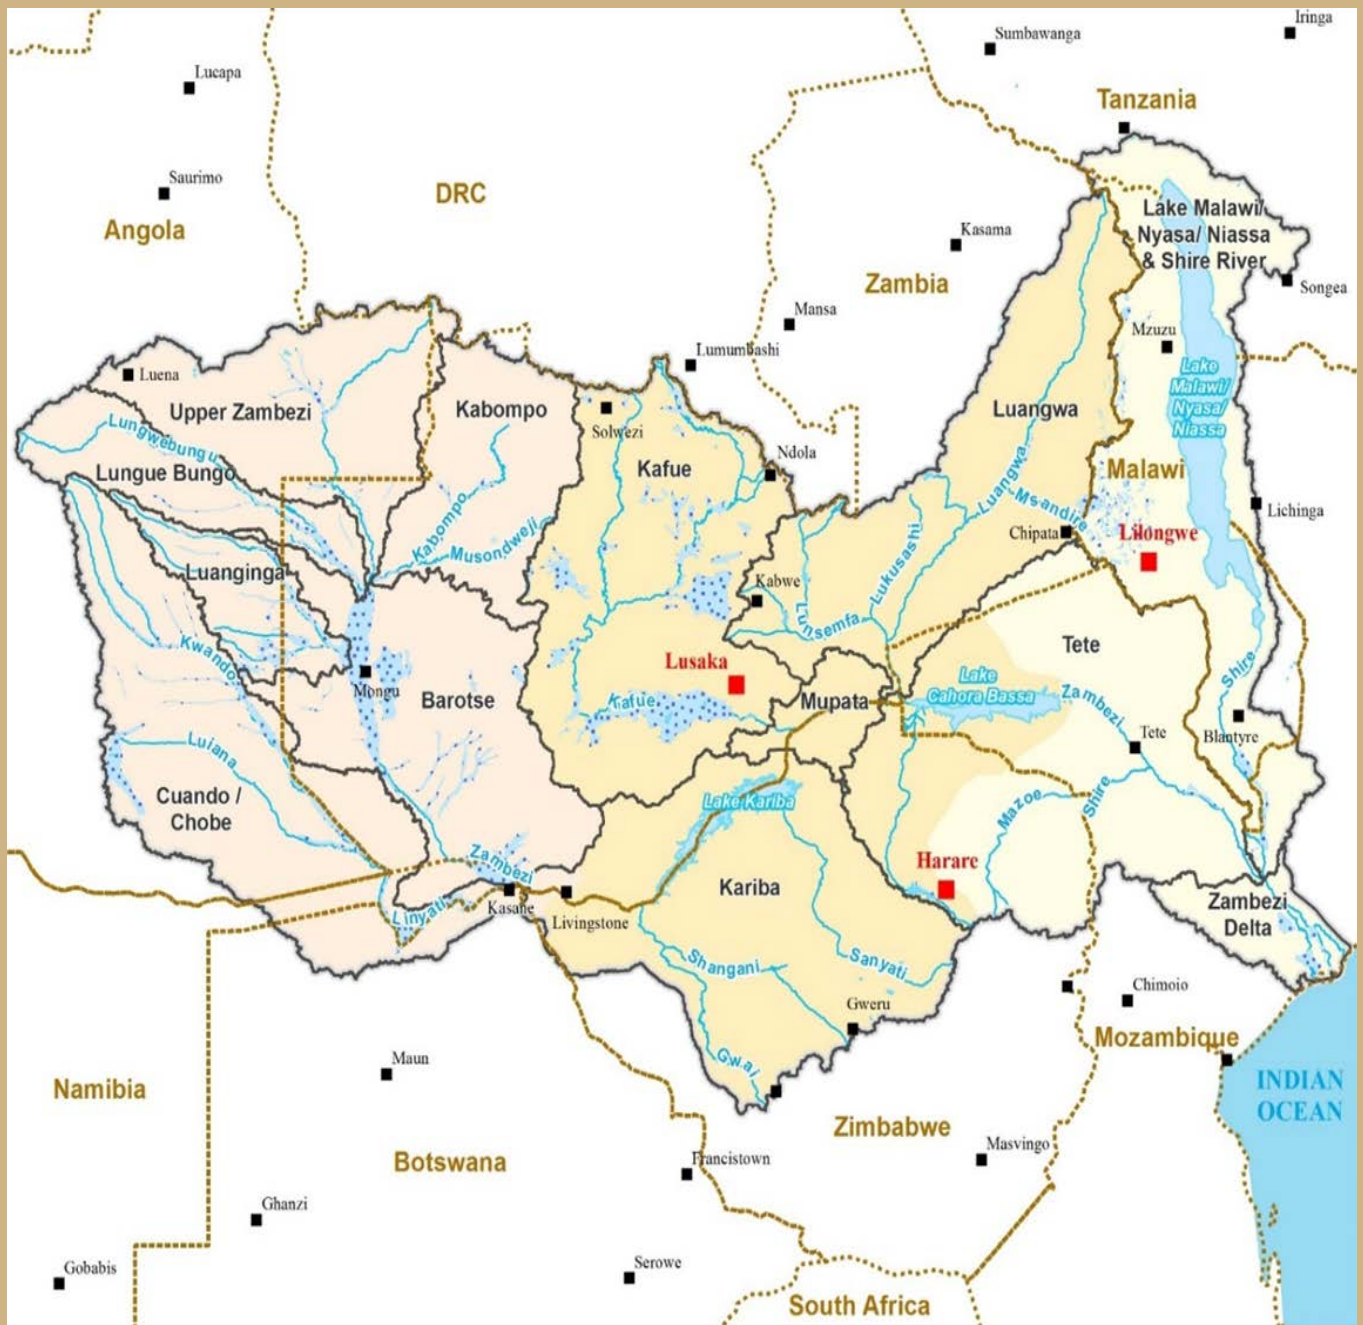 Iringa
Sumbawanga
Lucapa
Tanzania
Saurimo
DRC
Angola
Lake Malawi/
Nyasa/ Niassa
& Shire River
Kasama
Zambia
Songea
Mansa
Mzuzu
Lumumbashi
Luena
Lake
Malawi/
Nyasa/
Niassa
Upper Zambezi
Kabompo
Luangwa
Solwezi
Lungwebungu
Ndola
Kafue
Lungue Bungo
Malawi
Luangwa
Msandire
Lichinga
Kabompo
Musondweji
Chipata
Lilongwe
Lukusashi
Luanginga
Kabwe
Lunsemfa
Tete
Kwando
Lusaka
Shire
Lake
Cahora Bassa
Zambezi
Mongu
Barotse
Kafue
Mupata
Luiana
Tete
Blantyre
Cuando /
Chobe
Lake Kariba
Mazoe
Shire
Zambezi
Harare
Kariba
Linyati
Kasane
Livingstone
Zambezi
Delta
Shangani
Sanyati
Chimoio
Gweru
Mozambique
Maun
Gwai
Namibia
INDIAN
OCEAN
Zimbabwe
Masvingo
Botswana
Francistown
Ghanzi
Gobabis
Serowe
South Africa